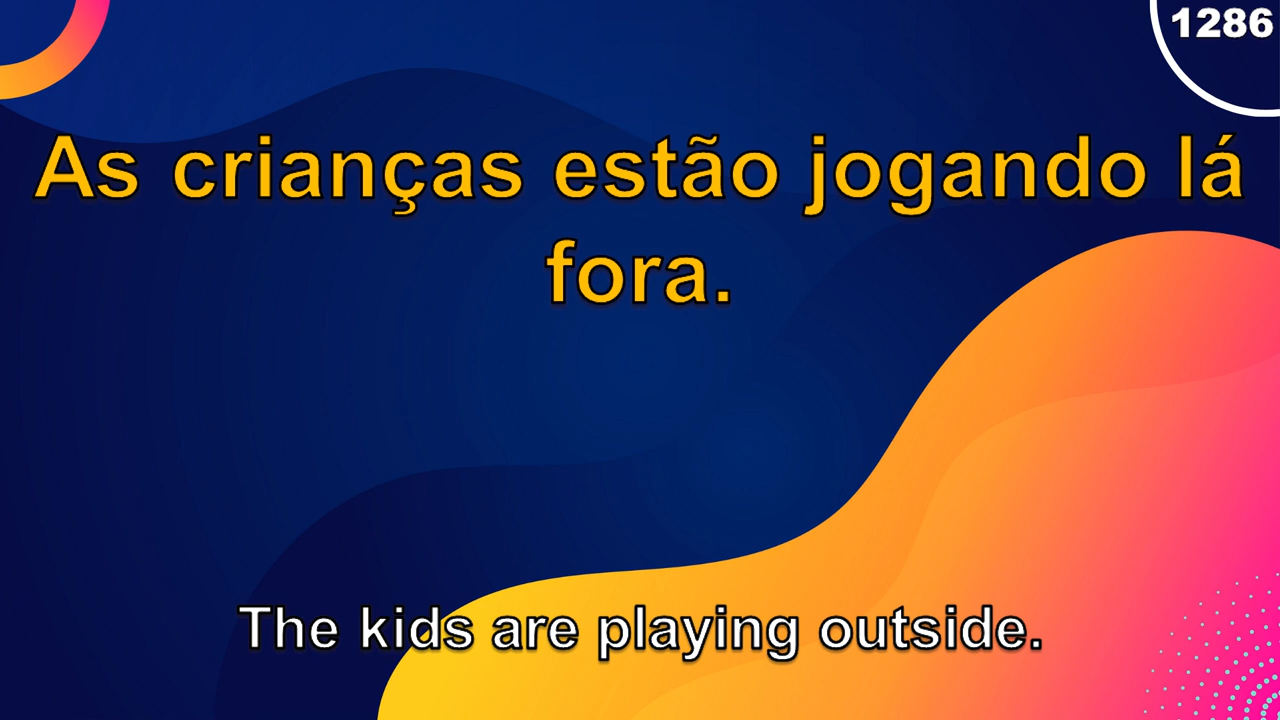 1286
As crianças estão jogando lá
fora.
The kids are playing outside.